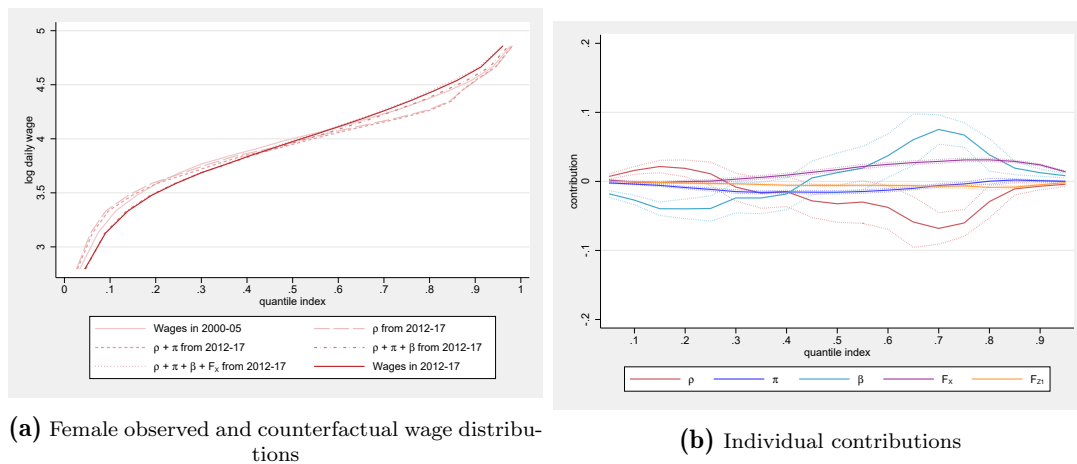 5
4.5
4
3.5
3
log daily wage
0 .1 .2 .3 .4 .5 .6 .7 .8 .9 1
quantile index
Wages in 2000-05 ρ from 2012-17
ρ + π from 2012-17 ρ + π + β from 2012-17
ρ + π + β + Fₓ from 2012-17 Wages in 2012-17
(a) Female observed and counterfactual wage distribu-
tions
.2
.1
0
-.1
-.2
contribution
.1 .2 .3 .4 .5 .6 .7 .8 .9
quantile index
ρ π β Fₓ F_Z₁
(b) Individual contributions